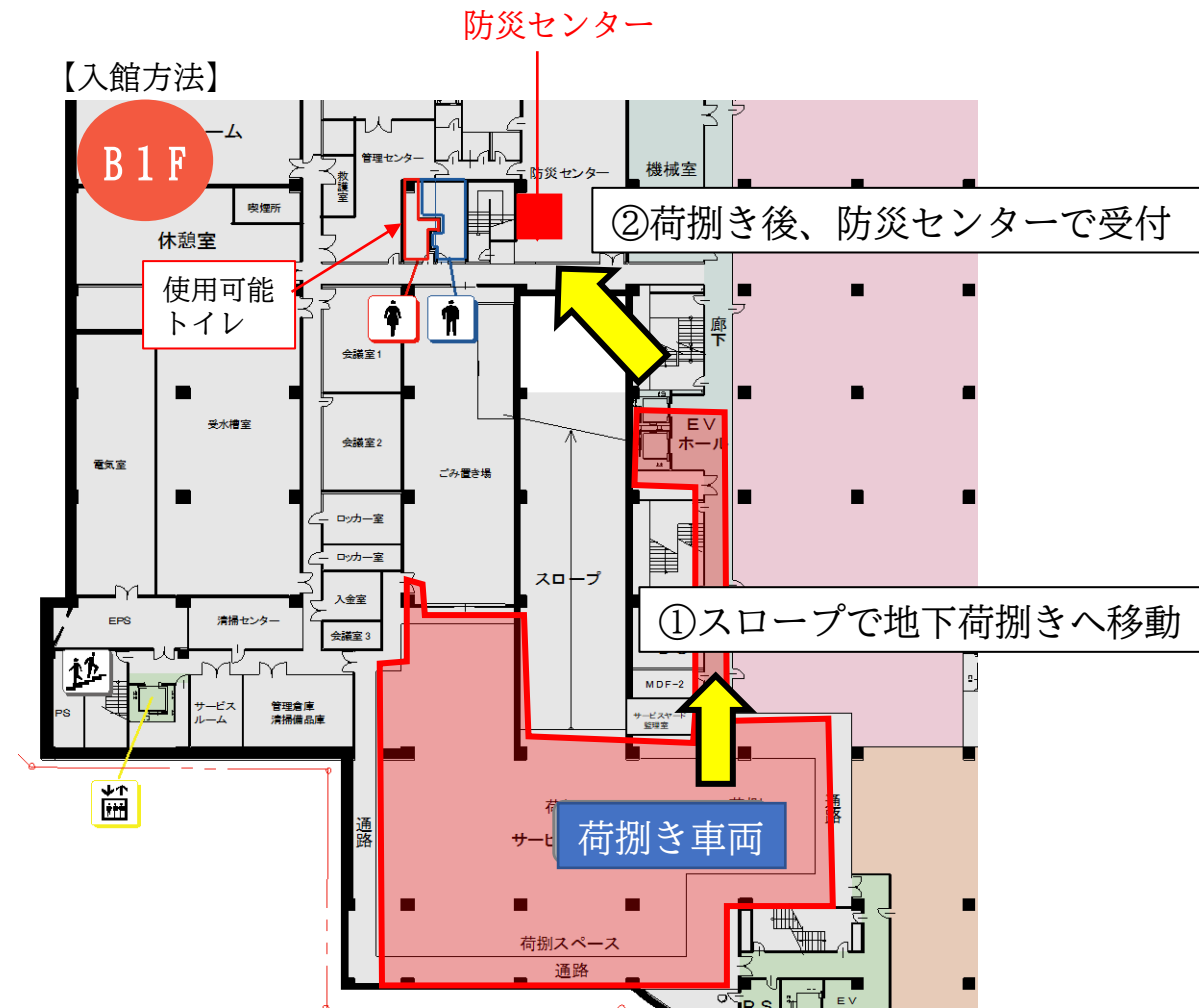 防災センター
【入館方法】
B1F
ーム
管理センター
救護室
防災センター
機械室
喫煙所
休憩室
②荷捌き後、防災センターで受付
使用可能
トイレ
廊下
会議室1
受水槽室
会議室2
EV
ホール
電気室
ごみ置き場
ロッカー室
ロッカー室
スロープ
入金室
①スロープで地下荷捌きへ移動
EPS
清掃センター
会議室3
MDF-2
PS
サービス
ルーム
管理倉庫
清掃備品庫
サービスヤード
監理室
通路
通路
サービ
荷捌き車両
荷捌スペース
通路
PS
EV